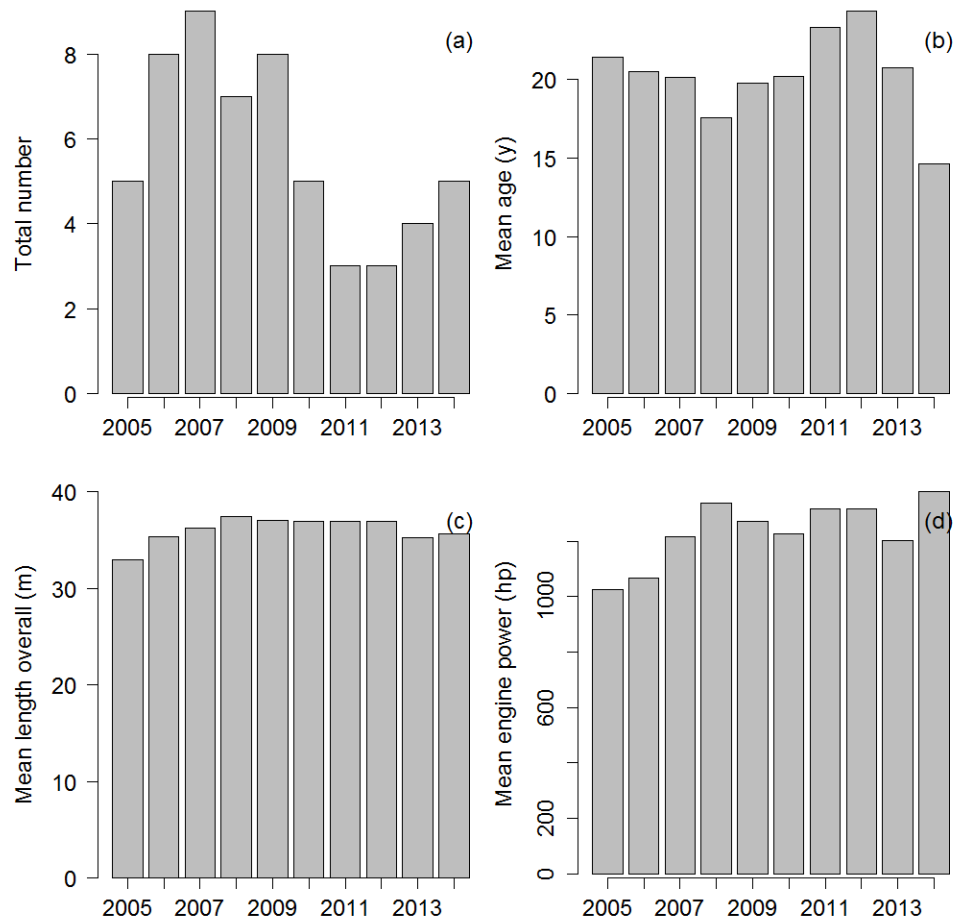 (a)
Total number
8
6
4
2
0
2005 2007 2009 2011 2013
(b)
Mean age (y)
20
15
10
5
0
2005 2007 2009 2011 2013
(c)
Mean length overall (m)
40
30
20
10
0
2005 2007 2009 2011 2013
(d)
Mean engine power (hp)
1000
600
200
0
2005 2007 2009 2011 2013